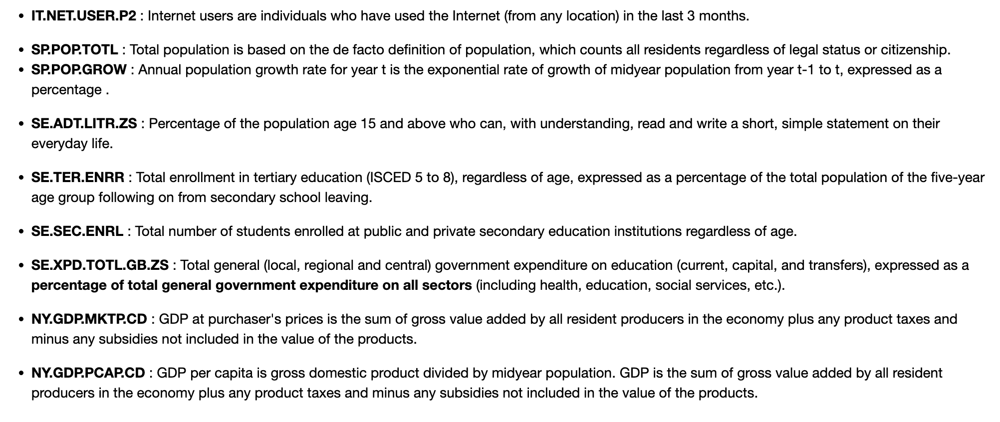 • IT.NET.USER.P2 : Internet users are individuals who have used the Internet (from any location) in the last 3 months.
• SP.POP.TOTL : Total population is based on the de facto definition of population, which counts all residents regardless of legal status or citizenship.
• SP.POP.GROW : Annual population growth rate for year t is the exponential rate of growth of midyear population from year t-1 to t, expressed as a
percentage .
• SE.ADT.LITR.ZS : Percentage of the population age 15 and above who can, with understanding, read and write a short, simple statement on their
everyday life.
• SE.TER.ENRR : Total enrollment in tertiary education (ISCED 5 to 8), regardless of age, expressed as a percentage of the total population of the five-year
age group following on from secondary school leaving.
• SE.SEC.ENRL : Total number of students enrolled at public and private secondary education institutions regardless of age.
• SE.XPD.TOTL.GB.ZS : Total general (local, regional and central) government expenditure on education (current, capital, and transfers), expressed as a
percentage of total general government expenditure on all sectors (including health, education, social services, etc.).
• NY.GDP.MKTP.CD : GDP at purchaser's prices is the sum of gross value added by all resident producers in the economy plus any product taxes and
minus any subsidies not included in the value of the products.
• NY.GDP.PCAP.CD : GDP per capita is gross domestic product divided by midyear population. GDP is the sum of gross value added by all resident
producers in the economy plus any product taxes and minus any subsidies not included in the value of the products.